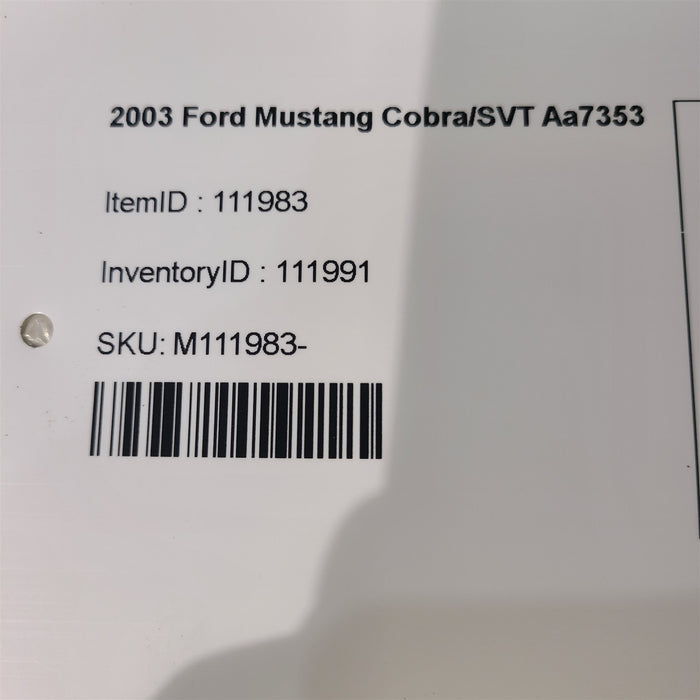 2003 Ford Mustang Cobra/SVT Aa7353
ItemID : 111983
InventoryID : 111991
SKU: M111983-